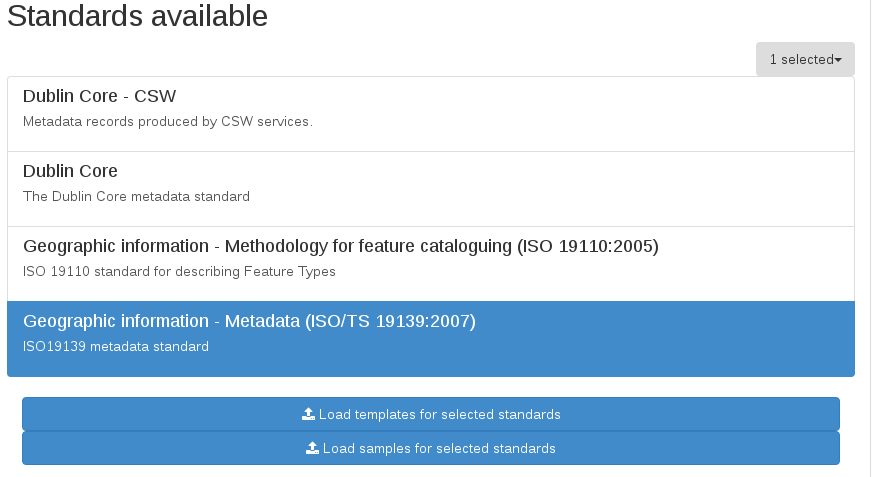 Standards available
1 selected
Dublin Core - CSW
Metadata records produced by CSW services.
Dublin Core
The Dublin Core metadata standard
Geographic information - Methodology for feature cataloguing (ISO 19110:2005)
ISO 19110 standard for describing Feature Types
Geographic information - Metadata (ISO/TS 19139:2007)
ISO19139 metadata standard
Load templates for selected standards
Load samples for selected standards